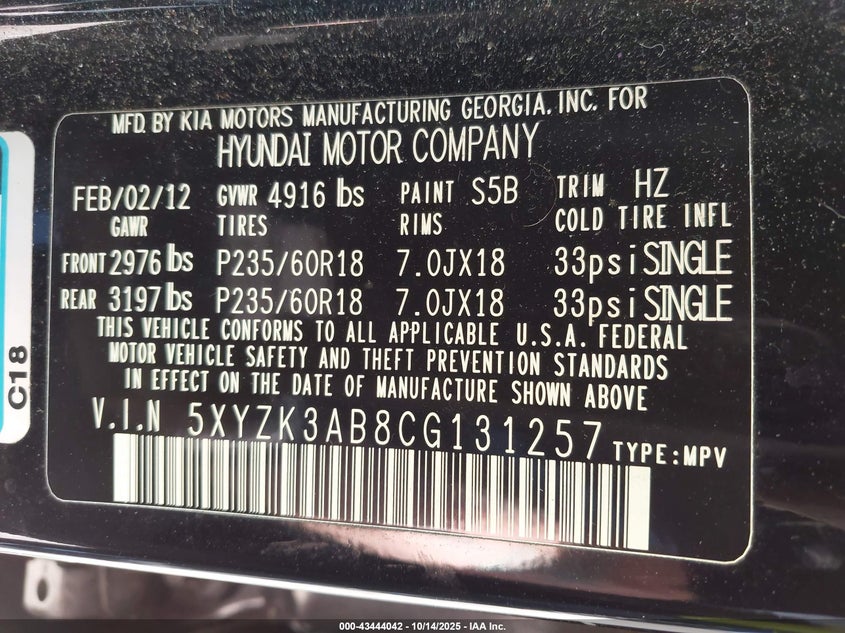 MFD. BY KIA MOTORS MANUFACTURING GEORGIA, INC. FOR
HYUNDAI MOTOR COMPANY
FEB/02/12 GVWR 4916 lbs PAINT S5B TRIM HZ
GAWR TIRES RIMS COLD TIRE INFL
FRONT 2976 lbs P235/60R18 7.0JX18 33psi SINGLE
REAR 3197 lbs P235/60R18 7.0JX18 33psi SINGLE
THIS VEHICLE CONFORMS TO ALL APPLICABLE U.S.A. FEDERAL
MOTOR VEHICLE SAFETY AND THEFT PREVENTION STANDARDS
IN EFFECT ON THE DATE OF MANUFACTURE SHOWN ABOVE
V.I.N 5XYZK3AB8CG131257 TYPE:MPV
C18
000-43444042 - 10/14/2025 - IAA Inc.